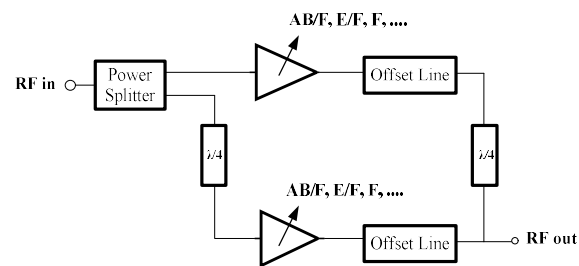 AB/F, E/F, F, ....
RF in
Power
Splitter
Offset Line
λ/4
λ/4
AB/F, E/F, F, ....
Offset Line
RF out